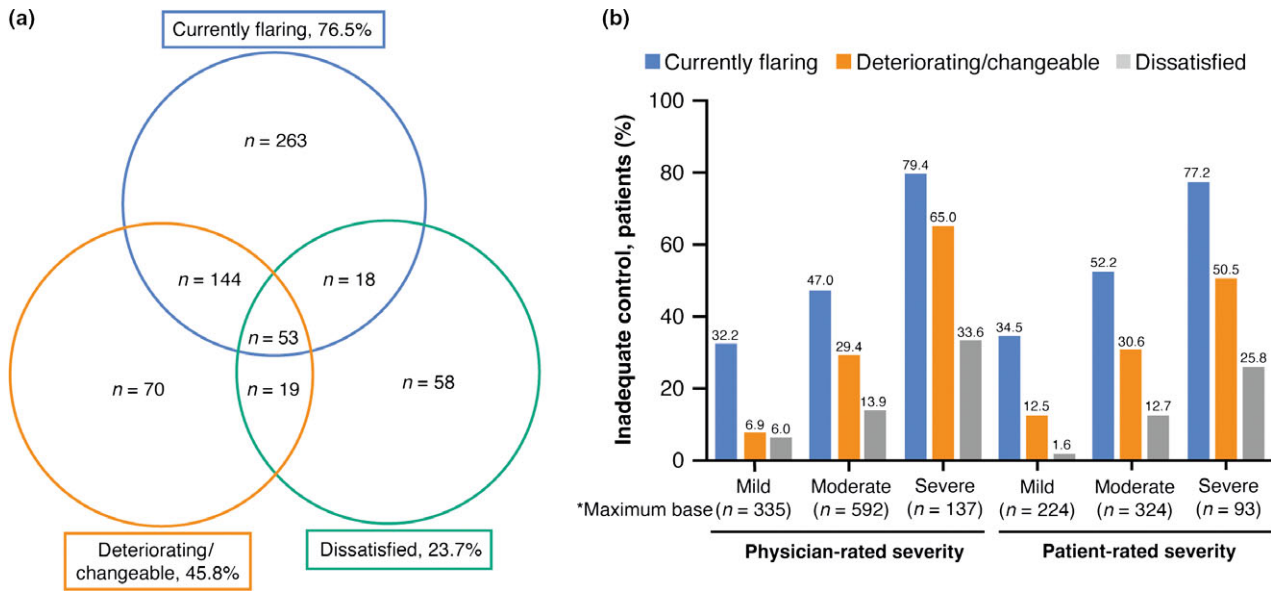 (a)
Currently flaring, 76.5%
n = 263
n = 144
n = 18
n = 53
n = 70
n = 19
n = 58
Deteriorating/
changeable, 45.8%
Dissatisfied, 23.7%
(b)
Currently flaring Deteriorating/changeable Dissatisfied
Inadequate control, patients (%)
100
80
60
40
20
0
32.2
6.9
6.0
47.0
29.4
13.9
79.4
65.0
33.6
34.5
12.5
1.6
52.2
30.6
12.7
77.2
50.5
25.8
Mild Moderate Severe Mild Moderate Severe
*Maximum base (n = 335) (n = 592) (n = 137) (n = 224) (n = 324) (n = 93)
Physician-rated severity Patient-rated severity